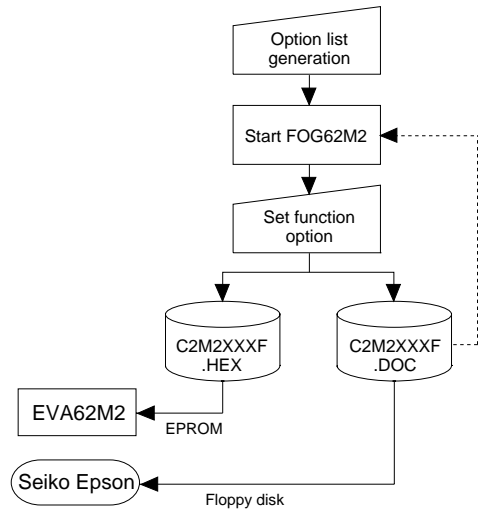 Option list
generation
Start FOG62M2
Set function
option
C2M2XXXF
.HEX
C2M2XXXF
.DOC
EVA62M2
EPROM
Seiko Epson
Floppy disk